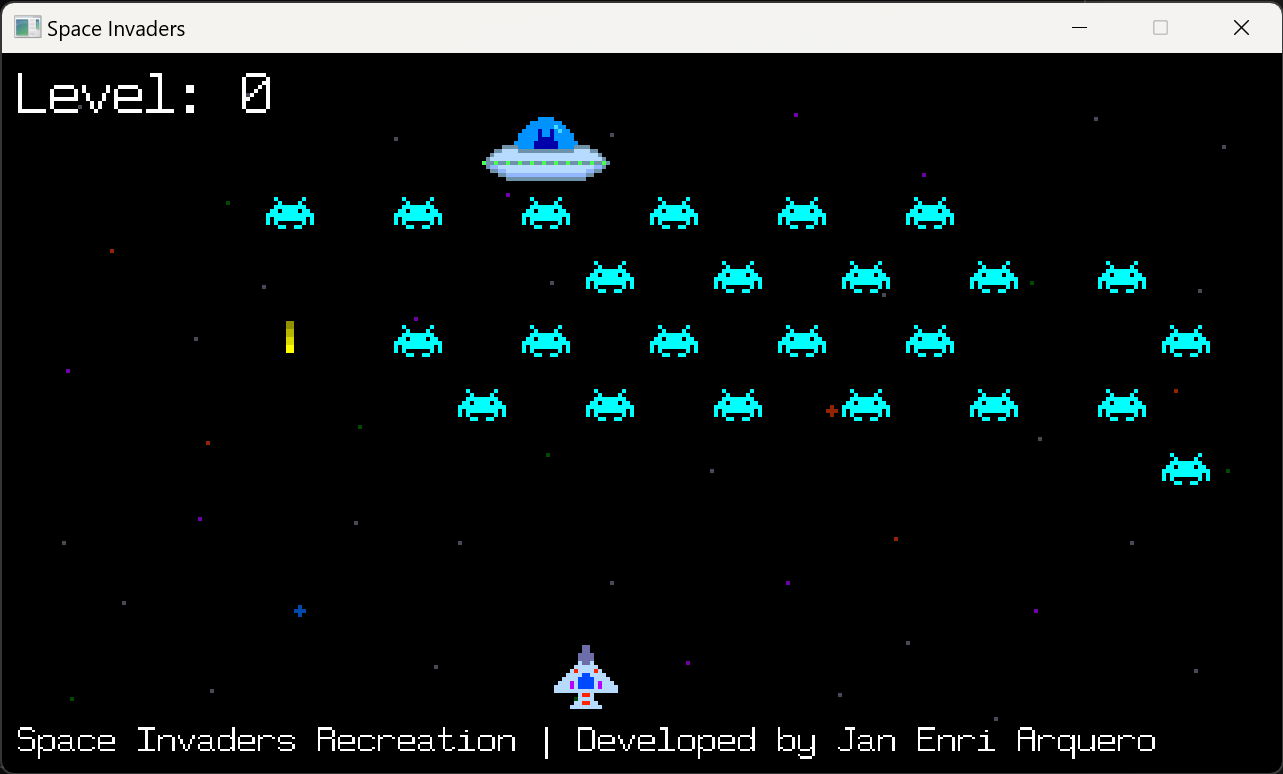 Space Invaders
Level: 0
Space Invaders Recreation | Developed by Jan Enri Arquero